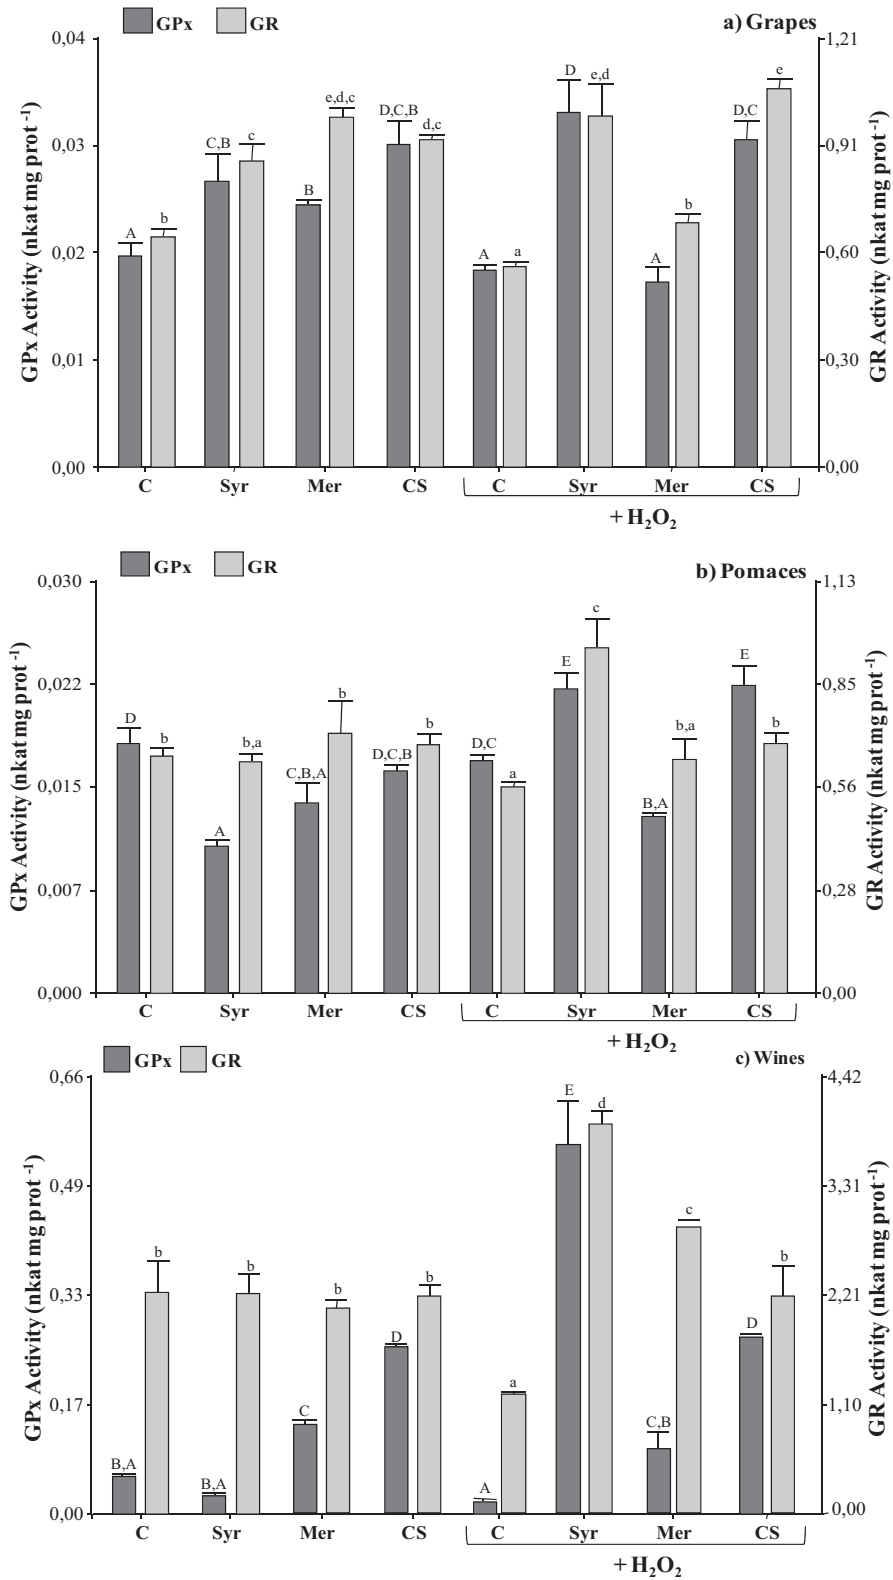 GPx GR a) Grapes
GPx Activity (nkat mg prot⁻¹)
GR Activity (nkat mg prot⁻¹)
0,04 1,21
0,03 0,91
0,02 0,60
0,01 0,30
0,00 0,00
A b C,B c B e,d,c D,C,B d,c A a D e,d A b D,C e
C Syr Mer CS C Syr Mer CS
+ H₂O₂
GPx GR b) Pomaces
GPx Activity (nkat mg prot⁻¹)
GR Activity (nkat mg prot⁻¹)
0,030 1,13
0,022 0,85
0,015 0,56
0,007 0,28
0,000 0,00
D b A b,a C,B,A b D,C,B b D,C a E c B,A b,a E b
C Syr Mer CS C Syr Mer CS
+ H₂O₂
GPx GR c) Wines
GPx Activity (nkat mg prot⁻¹)
GR Activity (nkat mg prot⁻¹)
0,66 4,42
0,49 3,31
0,33 2,21
0,17 1,10
0,00 0,00
B,A b B,A b C b D b A a E d C,B c D b
C Syr Mer CS C Syr Mer CS
+ H₂O₂